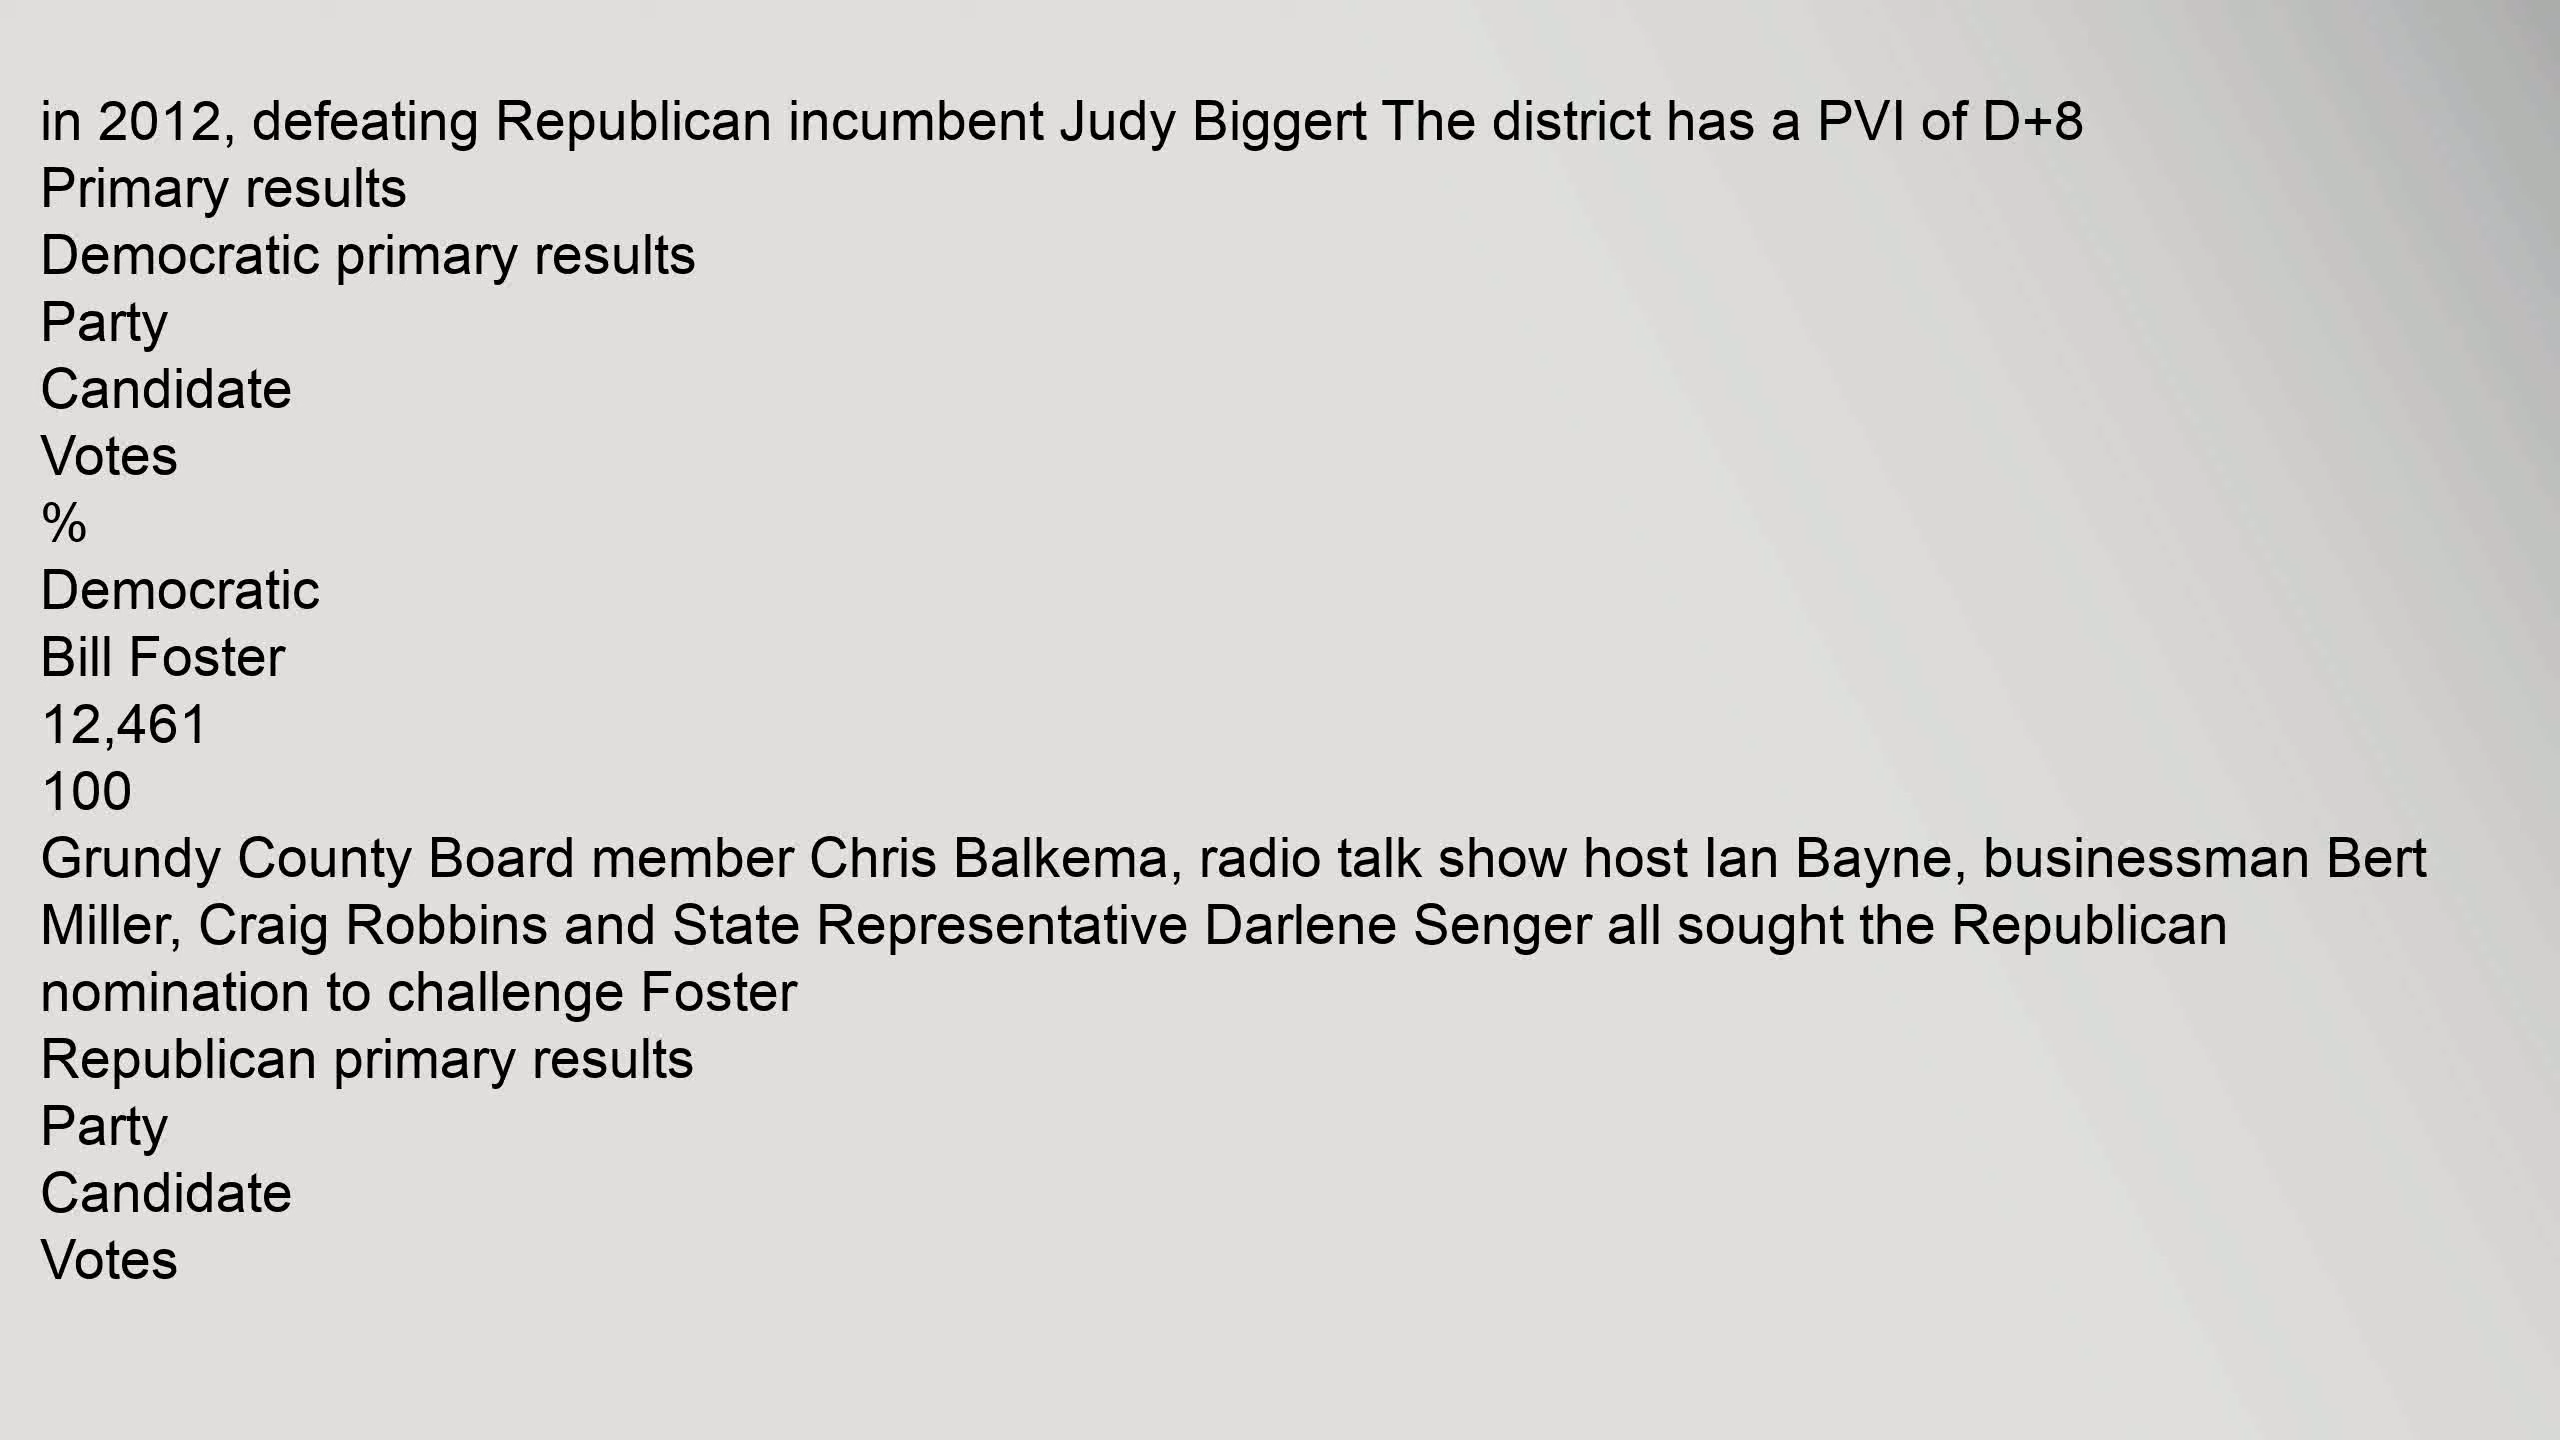 in 2012, defeating Republican incumbent Judy Biggert The district has a PVI of D+8
Primary results
Democratic primary results
Party
Candidate
Votes
%
Democratic
Bill Foster
12,461
100
Grundy County Board member Chris Balkema, radio talk show host Ian Bayne, businessman Bert
Miller, Craig Robbins and State Representative Darlene Senger all sought the Republican
nomination to challenge Foster
Republican primary results
Party
Candidate
Votes